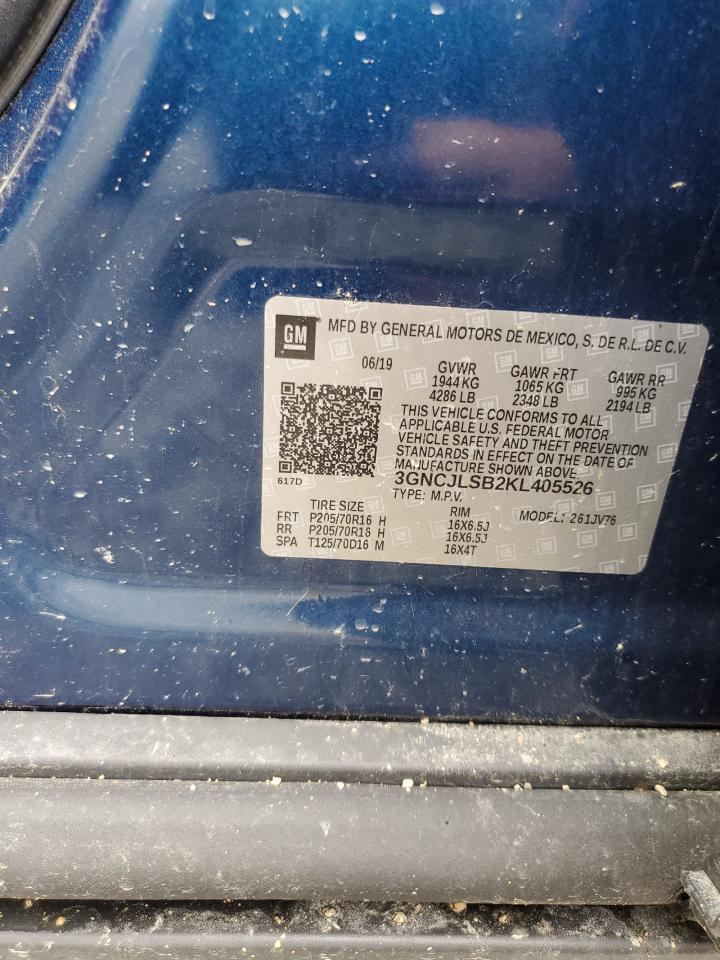 GM MFD BY GENERAL MOTORS DE MEXICO, S. DE R.L. DE C.V.
06/19 GVWR GAWR FRT GAWR RR
1944 KG 1065 KG 995 KG
4286 LB 2348 LB 2194 LB
THIS VEHICLE CONFORMS TO ALL
APPLICABLE U.S. FEDERAL MOTOR
VEHICLE SAFETY AND THEFT PREVENTION
STANDARDS IN EFFECT ON THE DATE OF
MANUFACTURE SHOWN ABOVE.
617D 3GNCJLSB2KL405526
TYPE: M.P.V.
TIRE SIZE RIM MODEL: 261JV76
FRT P205/70R16 H 16X6.5J
RR P205/70R16 H 16X6.5J
SPA T125/70D16 M 16X4T